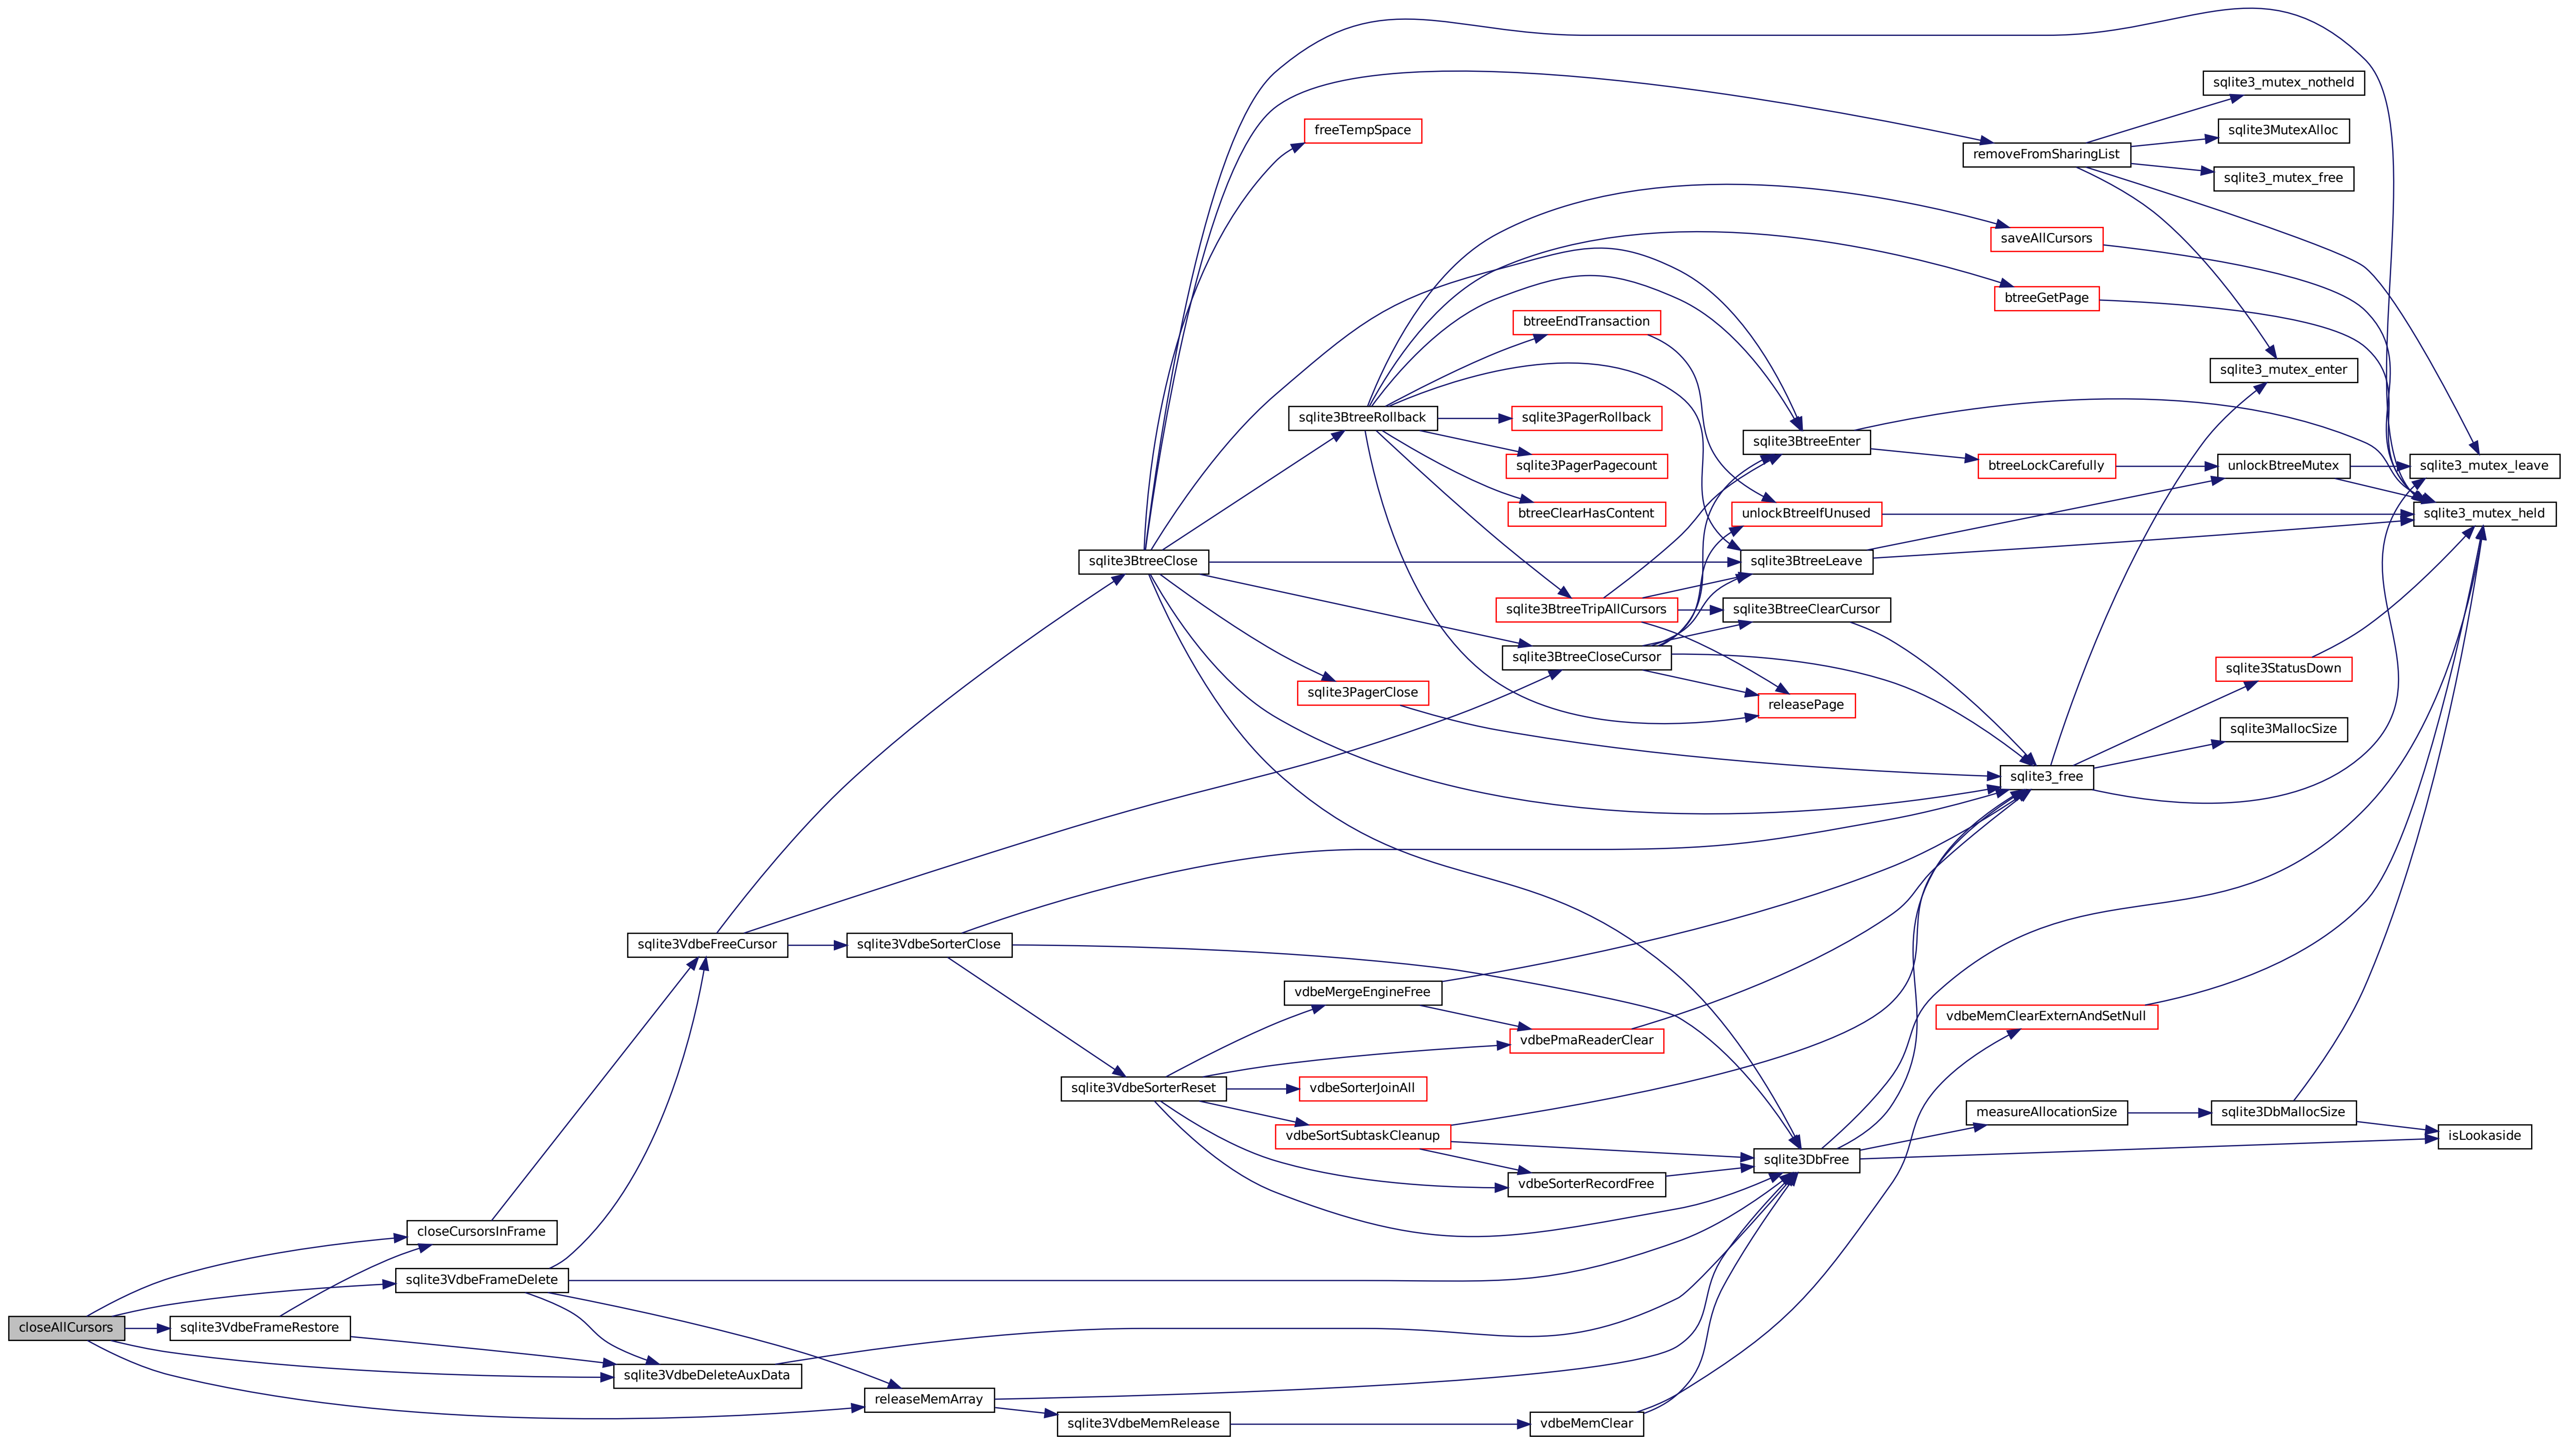 sqlite3_mutex_notheld
freeTempSpace
sqlite3MutexAlloc
removeFromSharingList
sqlite3_mutex_free
saveAllCursors
btreeGetPage
btreeEndTransaction
sqlite3_mutex_enter
sqlite3BtreeRollback
sqlite3PagerRollback
sqlite3BtreeEnter
sqlite3PagerPagecount
btreeLockCarefully
unlockBtreeMutex
sqlite3_mutex_leave
btreeClearHasContent
unlockBtreeIfUnused
sqlite3_mutex_held
sqlite3BtreeClose
sqlite3BtreeLeave
sqlite3BtreeTripAllCursors
sqlite3BtreeClearCursor
sqlite3BtreeCloseCursor
sqlite3StatusDown
sqlite3PagerClose
releasePage
sqlite3MallocSize
sqlite3_free
sqlite3VdbeFreeCursor
sqlite3VdbeSorterClose
vdbeMergeEngineFree
vdbeMemClearExternAndSetNull
vdbePmaReaderClear
sqlite3VdbeSorterReset
vdbeSorterJoinAll
measureAllocationSize
sqlite3DbMallocSize
vdbeSortSubtaskCleanup
isLookaside
sqlite3DbFree
vdbeSorterRecordFree
closeCursorsInFrame
sqlite3VdbeFrameDelete
closeAllCursors
sqlite3VdbeFrameRestore
sqlite3VdbeDeleteAuxData
releaseMemArray
sqlite3VdbeMemRelease
vdbeMemClear